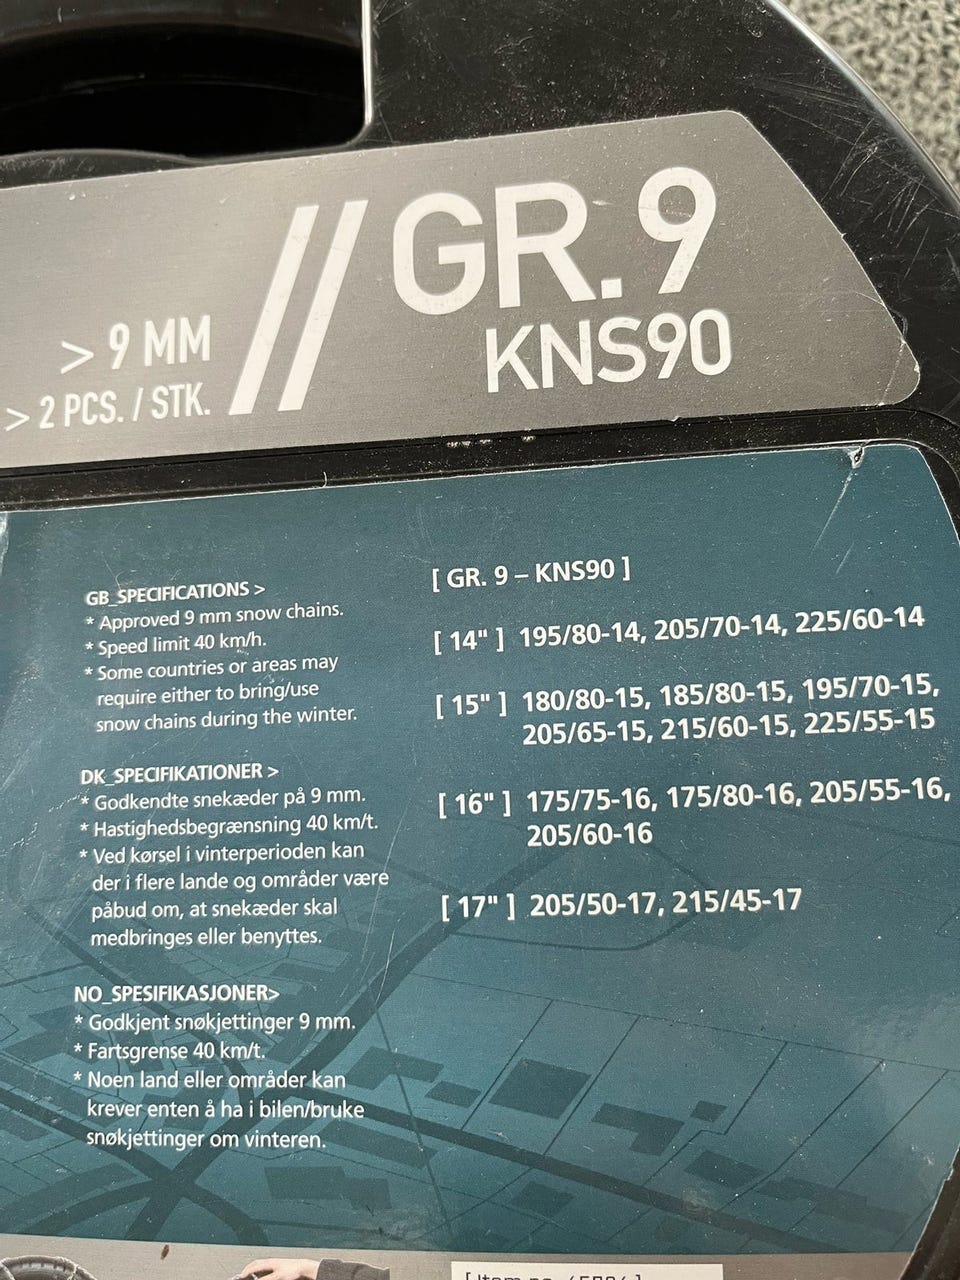 GR.9
KNS90
> 9 MM
> 2 PCS. / STK.
GB_SPECIFICATIONS >
* Approved 9 mm snow chains.
* Speed limit 40 km/h.
* Some countries or areas may
require either to bring/use
snow chains during the winter.
DK_SPECIFIKATIONER >
* Godkendte snekæder på 9 mm.
* Hastighedsbegrænsning 40 km/t.
* Ved kørsel i vinterperioden kan
der i flere lande og områder være
påbud om, at snekæder skal
medbringes eller benyttes.
NO_SPESIFIKASJONER>
* Godkjent snøkjettinger 9 mm.
* Fartsgrense 40 km/t.
* Noen land eller områder kan
krever enten å ha i bilen/bruke
snøkjettinger om vinteren.
[ GR. 9 – KNS90 ]
[ 14" ] 195/80-14, 205/70-14, 225/60-14
[ 15" ] 180/80-15, 185/80-15, 195/70-15,
205/65-15, 215/60-15, 225/55-15
[ 16" ] 175/75-16, 175/80-16, 205/55-16,
205/60-16
[ 17" ] 205/50-17, 215/45-17
[ Item no.